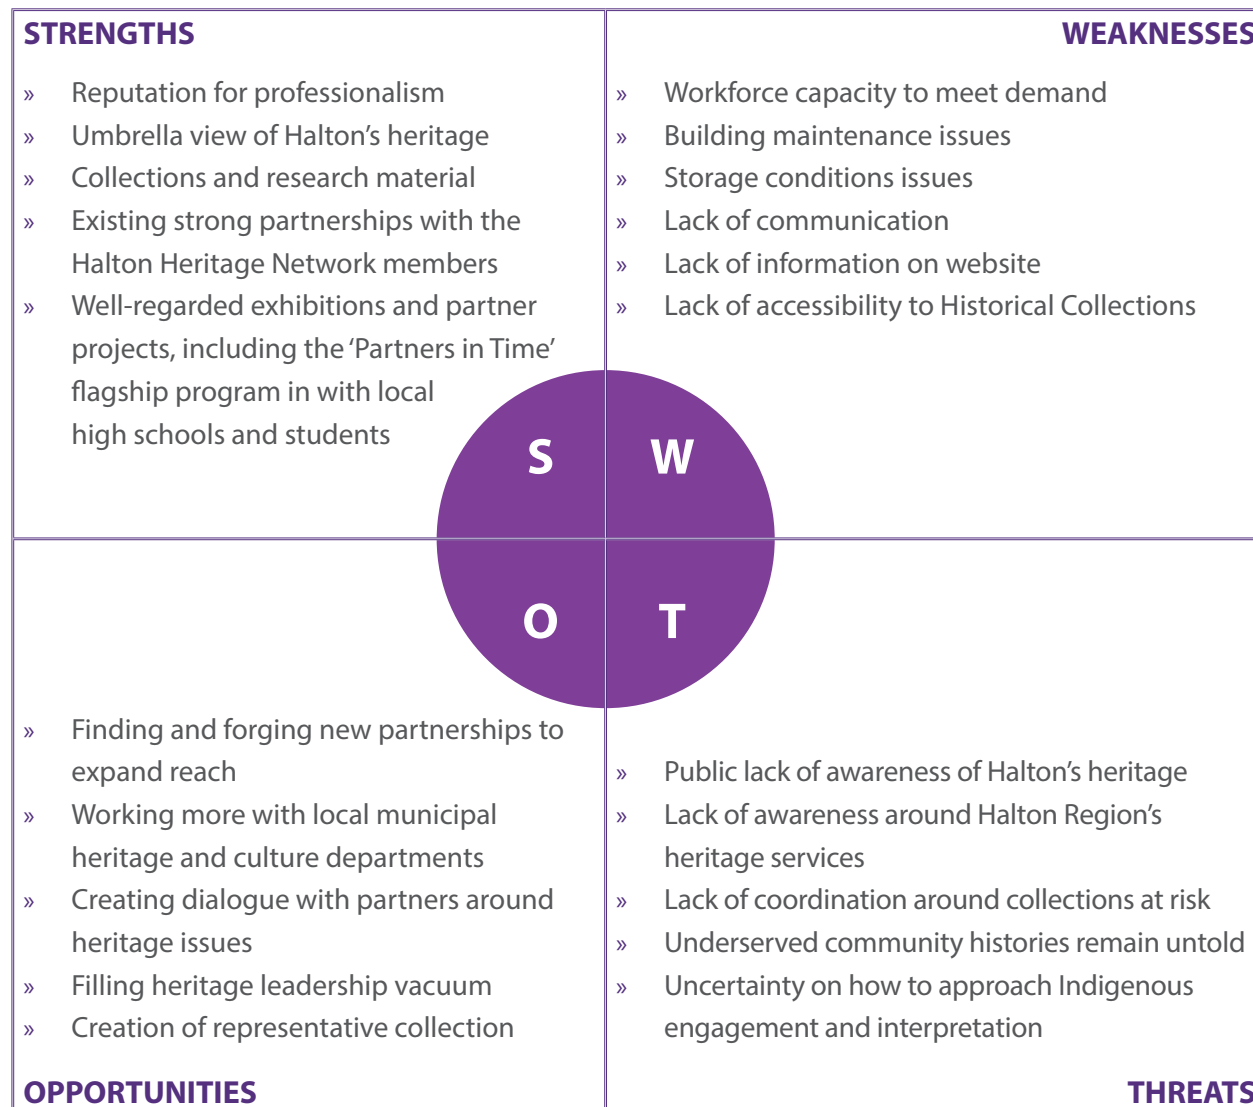 STRENGTHS
» Reputation for professionalism
» Umbrella view of Halton’s heritage
» Collections and research material
» Existing strong partnerships with the
Halton Heritage Network members
» Well-regarded exhibitions and partner
projects, including the ‘Partners in Time’
flagship program in with local
high schools and students
WEAKNESSES
» Workforce capacity to meet demand
» Building maintenance issues
» Storage conditions issues
» Lack of communication
» Lack of information on website
» Lack of accessibility to Historical Collections
S
W
O
T
» Finding and forging new partnerships to
expand reach
» Working more with local municipal
heritage and culture departments
» Creating dialogue with partners around
heritage issues
» Filling heritage leadership vacuum
» Creation of representative collection
OPPORTUNITIES
» Public lack of awareness of Halton’s heritage
» Lack of awareness around Halton Region’s
heritage services
» Lack of coordination around collections at risk
» Underserved community histories remain untold
» Uncertainty on how to approach Indigenous
engagement and interpretation
THREATS